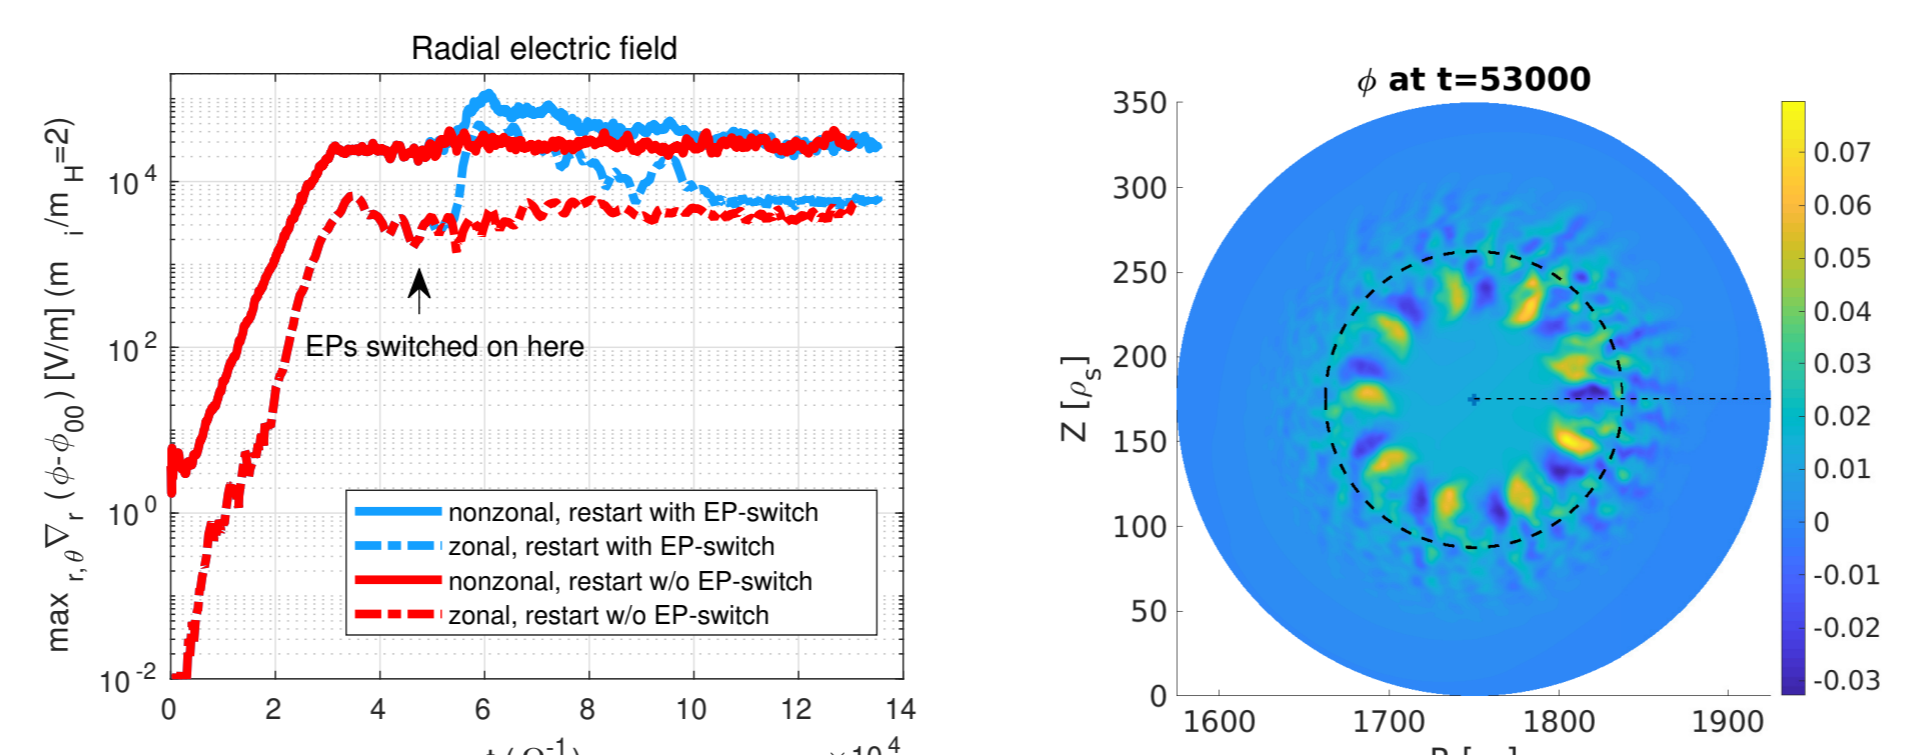 Radial electric field
max r,θ ∇r (ϕ-ϕ00) [V/m] (m i/m H=2)
10^4
10^2
10^0
10^-2
EPs switched on here
nonzonal, restart with EP-switch
zonal, restart with EP-switch
nonzonal, restart w/o EP-switch
zonal, restart w/o EP-switch
0 2 4 6 8 10 12 14
×10^4
ϕ at t=53000
Z [ρs]
350
300
250
200
150
100
50
0
1600 1700 1800 1900
0.07
0.06
0.05
0.04
0.03
0.02
0.01
0
-0.01
-0.02
-0.03